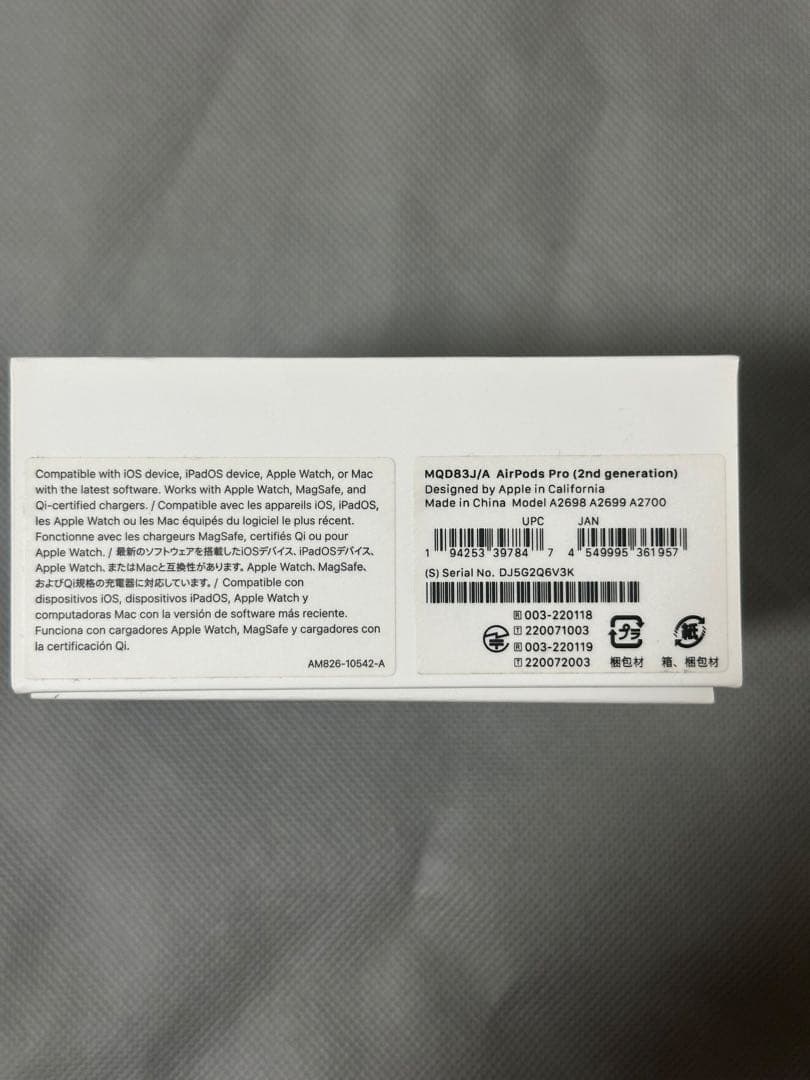 Compatible with iOS device, iPadOS device, Apple Watch, or Mac
with the latest software. Works with Apple Watch, MagSafe, and
Qi-certified chargers. / Compatible avec les appareils iOS, iPadOS,
les Apple Watch ou les Mac équipés du logiciel le plus récent.
Fonctionne avec les chargeurs MagSafe, certifiés Qi ou pour
Apple Watch. / 最新のソフトウェアを搭載したiOSデバイス、iPadOSデバイス、
Apple Watch、またはMacと互換性があります。Apple Watch、MagSafe、
およびQi規格の充電器に対応しています。/ Compatible con
dispositivos iOS, dispositivos iPadOS, Apple Watch y
computadoras Mac con la versión de software más reciente.
Funciona con cargadores Apple Watch, MagSafe y cargadores con
la certificación Qi.
AM826-10542-A
MQD83J/A AirPods Pro (2nd generation)
Designed by Apple in California
Made in China Model A2698 A2699 A2700
UPC JAN
1 94253 39784 7 4 549995 361957
(S) Serial No. DJ5G2Q6V3K
R 003-220118
T 220071003
R 003-220119
T 220072003
プラ 紙
梱包材 箱、梱包材